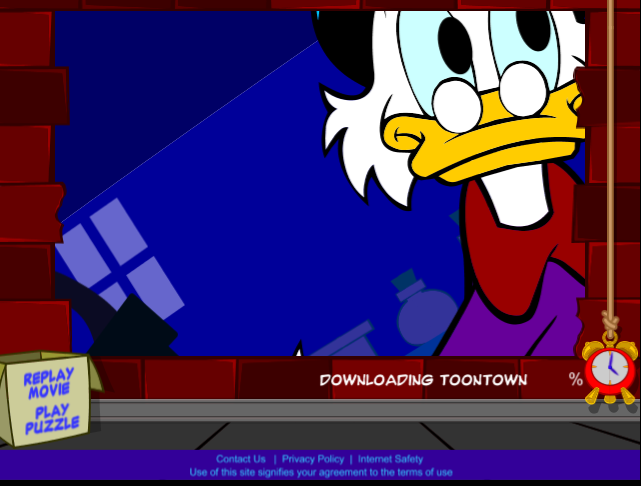 DOWNLOADING TOONTOWN %
REPLAY
MOVIE
PLAY
PUZZLE
Contact Us | Privacy Policy | Internet Safety
Use of this site signifies your agreement to the terms of use